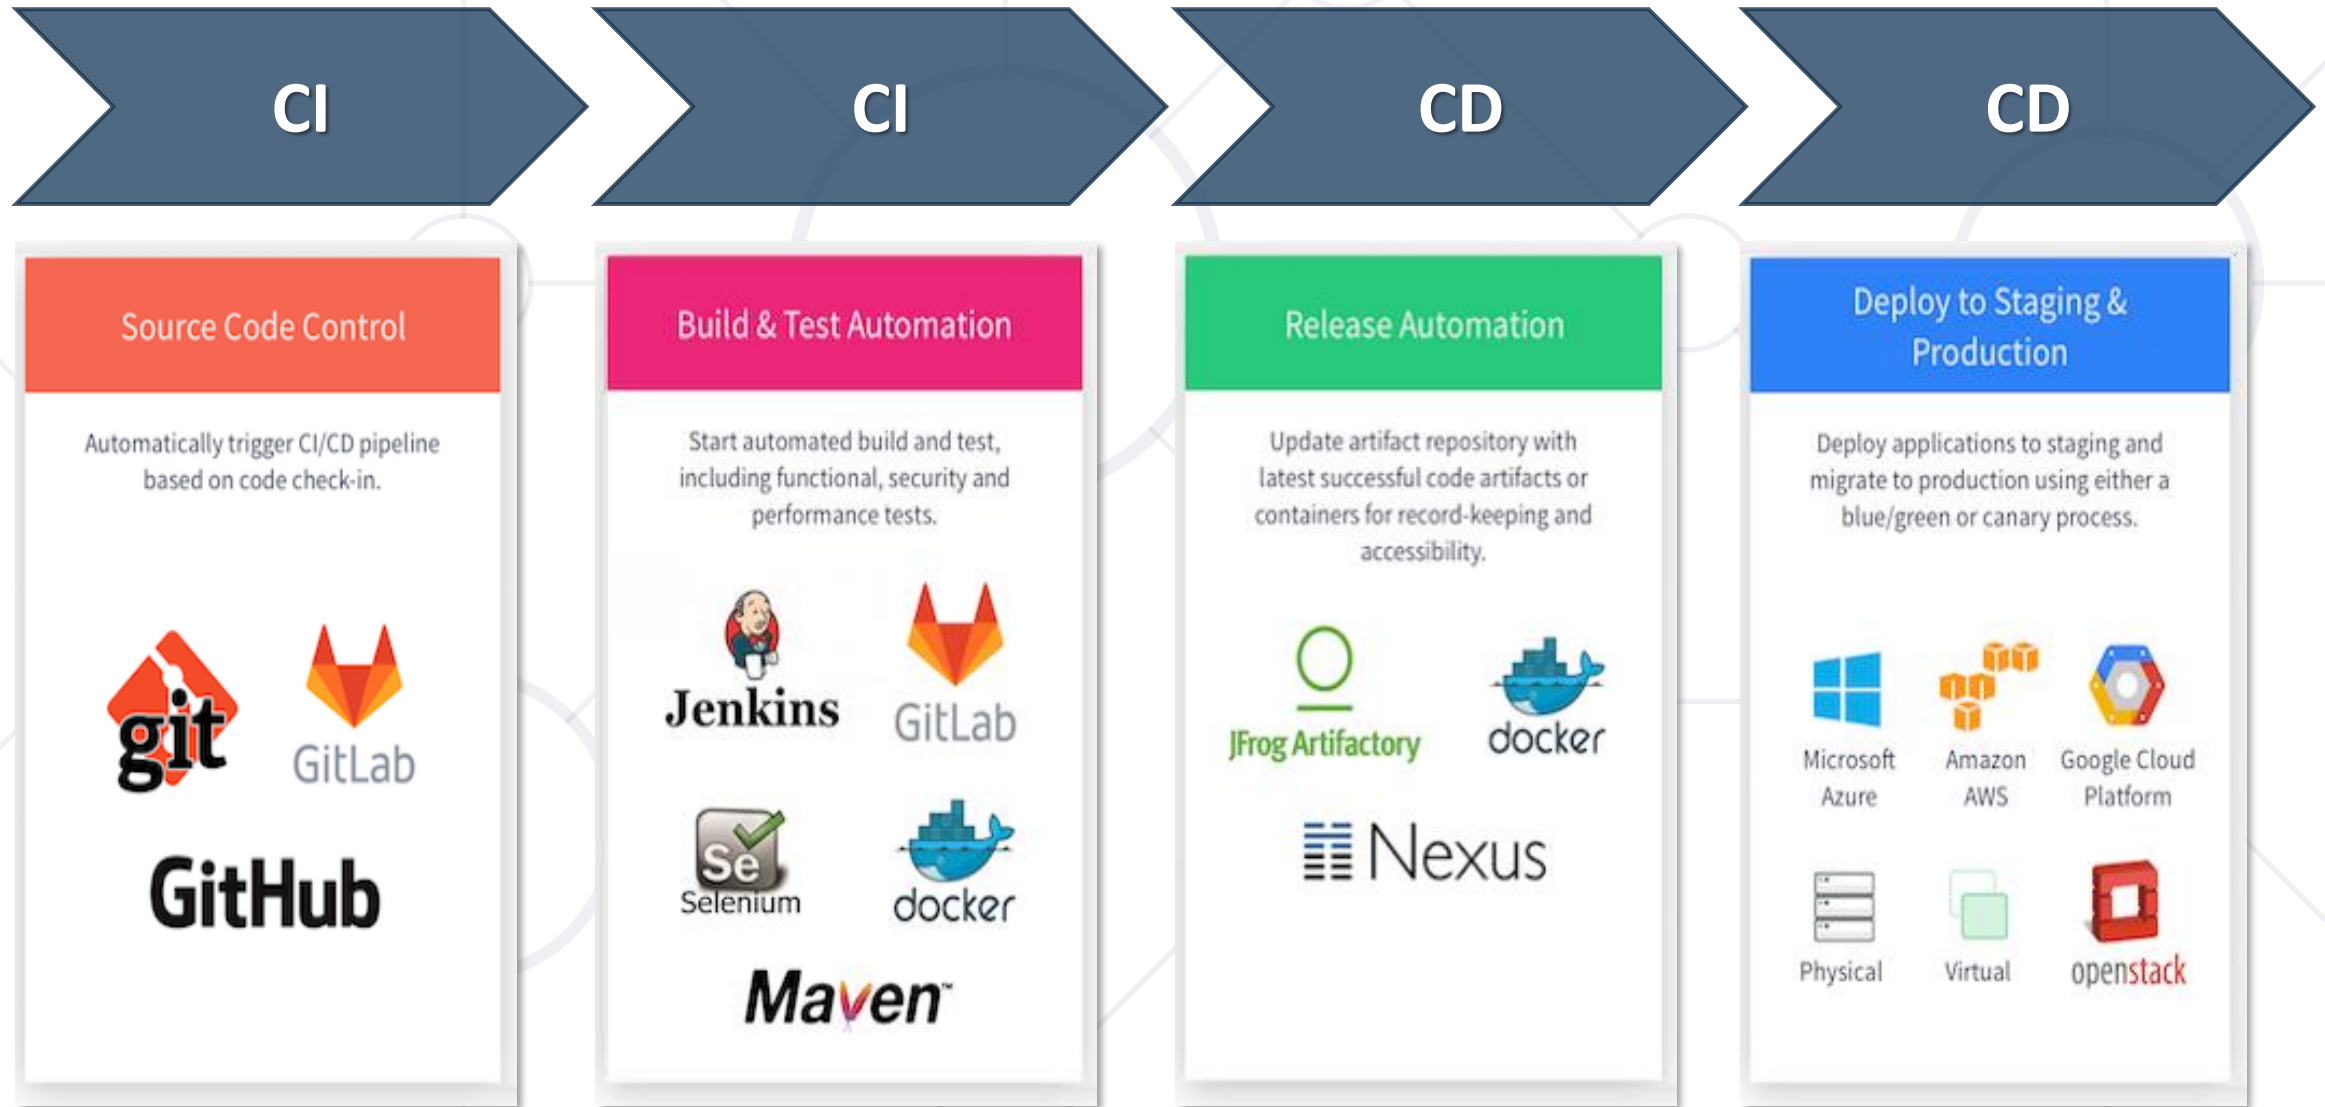 CI
CI
CD
CD
Source Code Control
Automatically trigger CI/CD pipeline
based on code check-in.
git
GitLab
GitHub
Build & Test Automation
Start automated build and test,
including functional, security and
performance tests.
Jenkins
GitLab
Se
Selenium
docker
Maven™
Release Automation
Update artifact repository with
latest successful code artifacts or
containers for record-keeping and
accessibility.
JFrog Artifactory
docker
Nexus
Deploy to Staging &
Production
Deploy applications to staging and
migrate to production using either a
blue/green or canary process.
Microsoft
Azure
Amazon
AWS
Google Cloud
Platform
Physical
Virtual
openstack